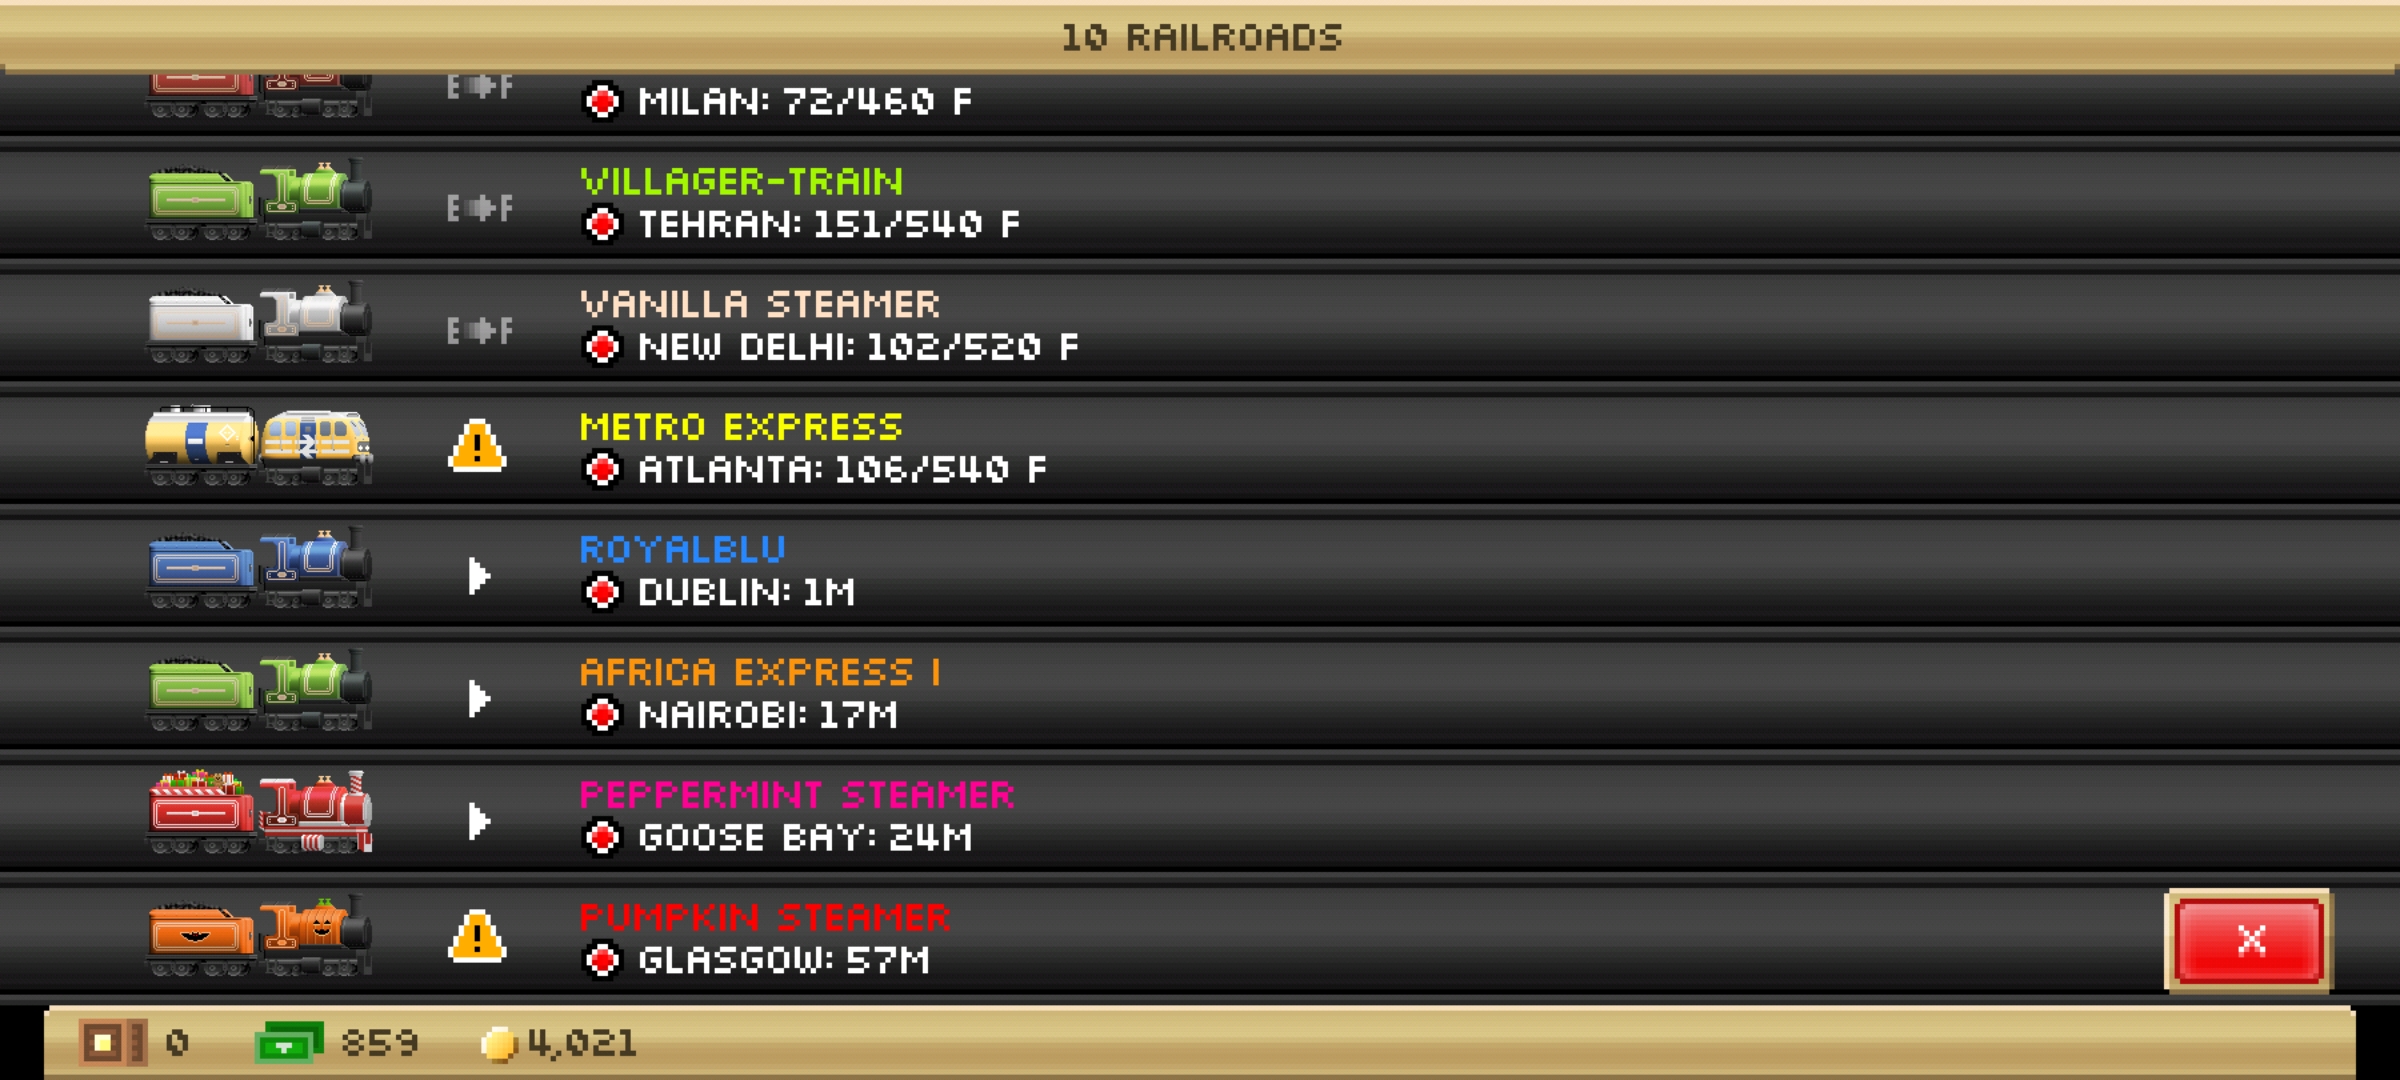 10 RAILROADS
E F
MILAN: 72/460 F
VILLAGER-TRAIN
E F
TEHRAN: 151/540 F
VANILLA STEAMER
E F
NEW DELHI: 102/520 F
METRO EXPRESS
!
ATLANTA: 106/540 F
ROYALBLU
DUBLIN: 1M
AFRICA EXPRESS I
NAIROBI: 17M
PEPPERMINT STEAMER
GOOSE BAY: 24M
PUMPKIN STEAMER
!
GLASGOW: 57M
X
0 859 4,021